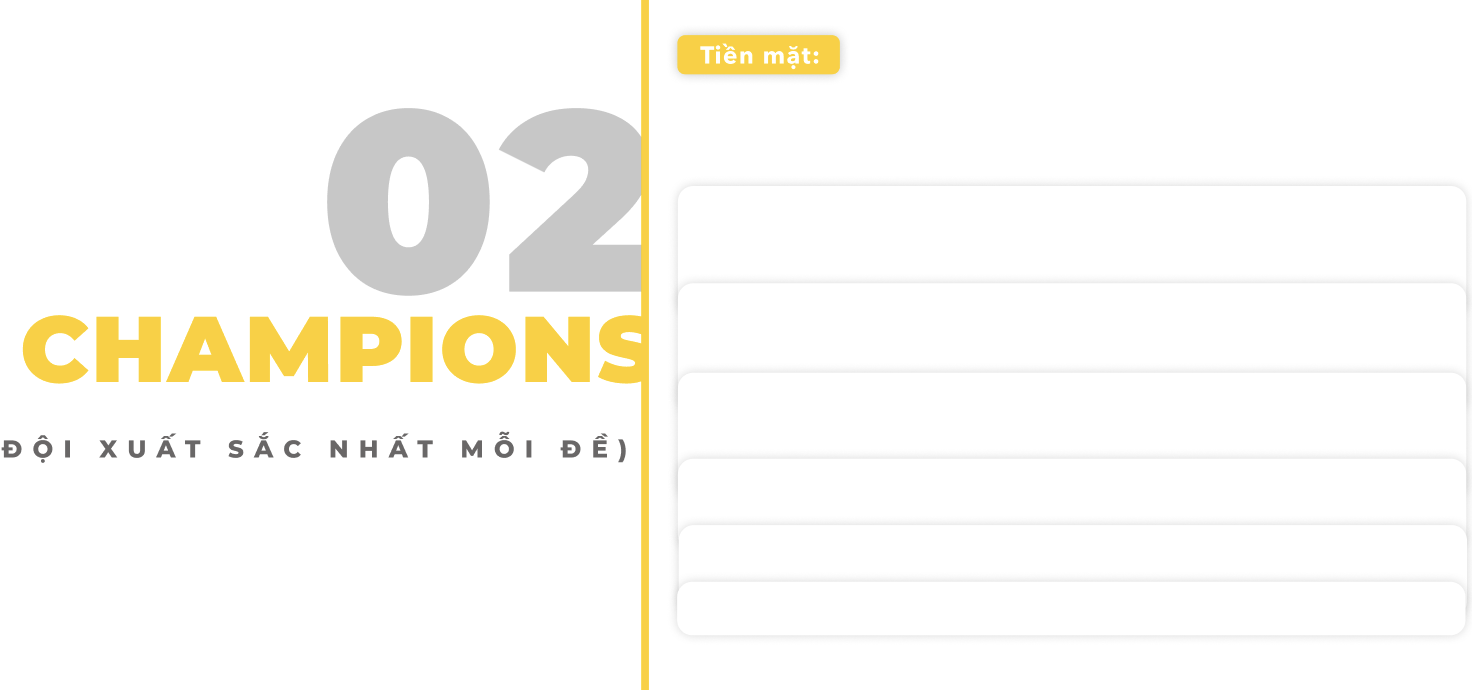 02
CHAMPIONS
ĐỘI XUẤT SẮC NHẤT MỖI ĐỀ)
Tiền mặt: